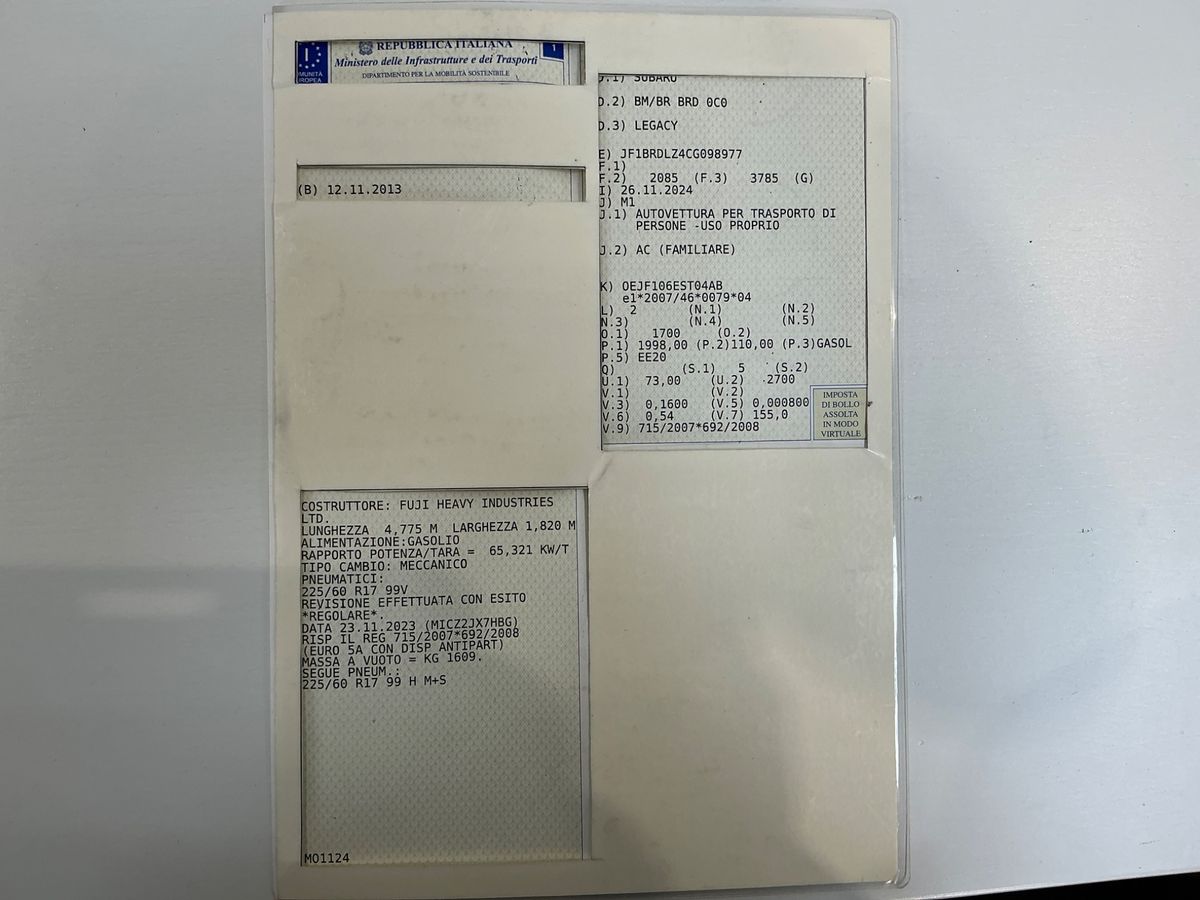 REPUBBLICA ITALIANA
1
Ministero delle Infrastrutture e dei Trasporti
DIPARTIMENTO PER LA MOBILITÀ SOSTENIBILE
I
MUNITÀ
ROPEA
(B) 12.11.2013
D.1) SUBARU
D.2) BM/BR BRD 0C0
D.3) LEGACY
E) JF1BRDLZ4CG098977
F.1)
F.2) 2085 (F.3) 3785 (G)
I) 26.11.2024
J) M1
J.1) AUTOVETTURA PER TRASPORTO DI
PERSONE -USO PROPRIO
J.2) AC (FAMILIARE)
K) OEJF106EST04AB
e1*2007/46*0079*04
L) 2 (N.1) (N.2)
N.3) (N.4) (N.5)
O.1) 1700 (O.2)
P.1) 1998,00 (P.2)110,00 (P.3)GASOL
P.5) EE20
Q) (S.1) 5 (S.2)
U.1) 73,00 (U.2) 2700
V.1) (V.2)
V.3) 0,1600 (V.5) 0,000800
V.6) 0,54 (V.7) 155,0
V.9) 715/2007*692/2008
IMPOSTA
DI BOLLO
ASSOLTA
IN MODO
VIRTUALE
COSTRUTTORE: FUJI HEAVY INDUSTRIES
LTD.
LUNGHEZZA 4,775 M LARGHEZZA 1,820 M
ALIMENTAZIONE:GASOLIO
RAPPORTO POTENZA/TARA = 65,321 KW/T
TIPO CAMBIO: MECCANICO
PNEUMATICI:
225/60 R17 99V
REVISIONE EFFETTUATA CON ESITO
*REGOLARE*.
DATA 23.11.2023 (MICZ2JX7HBG)
RISP IL REG 715/2007*692/2008
(EURO 5A CON DISP ANTIPART)
MASSA A VUOTO = KG 1609.
SEGUE PNEUM.:
225/60 R17 99 H M+S
MO1124